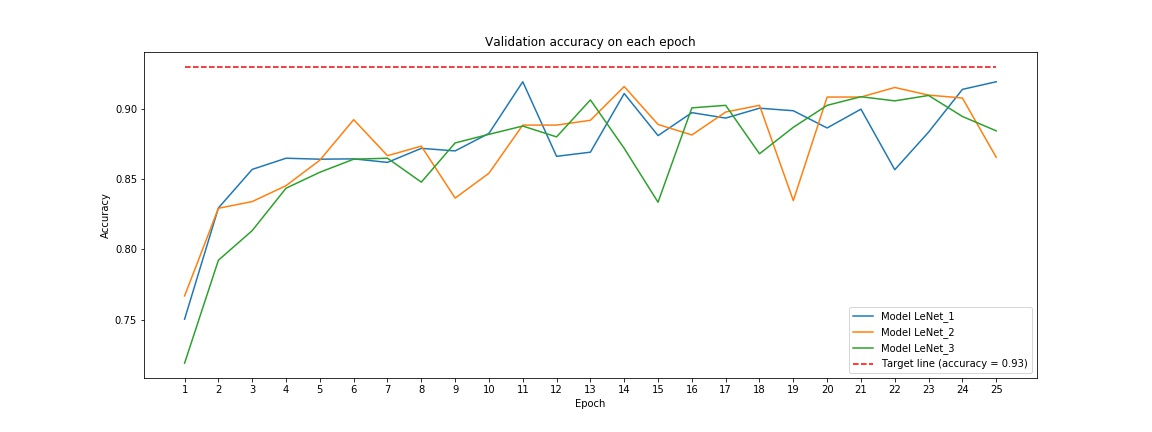 Validation accuracy on each epoch
0.90
0.85
0.80
0.75
Accuracy
Model LeNet_1
Model LeNet_2
Model LeNet_3
Target line (accuracy = 0.93)
1 2 3 4 5 6 7 8 9 10 11 12 13 14 15 16 17 18 19 20 21 22 23 24 25
Epoch